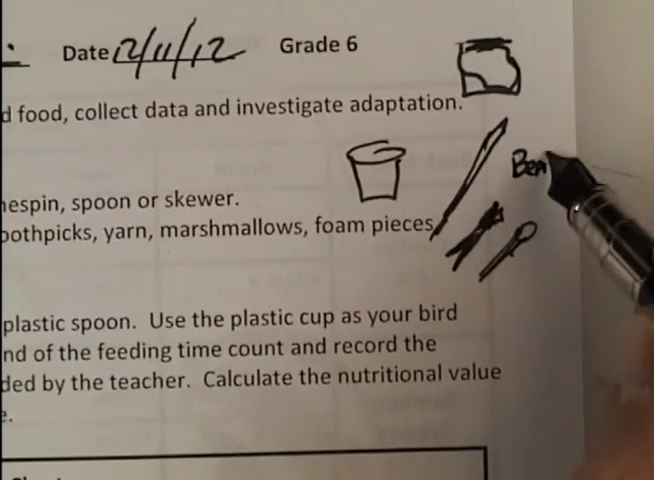 Date 12/11/12 Grade 6
d food, collect data and investigate adaptation.
nespin, spoon or skewer.
oothpicks, yarn, marshmallows, foam pieces
plastic spoon. Use the plastic cup as your bird
nd of the feeding time count and record the
ded by the teacher. Calculate the nutritional value
e.